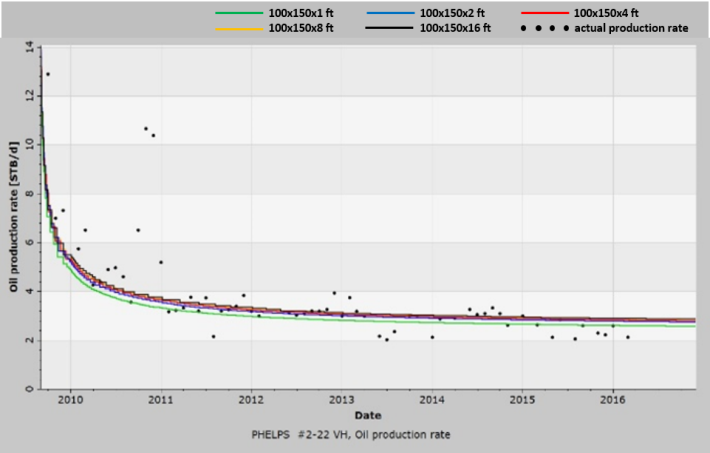 100x150x1 ft 100x150x2 ft 100x150x4 ft
100x150x8 ft 100x150x16 ft actual production rate
14
12
10
8
6
4
2
0
Oil production rate [STB/d]
2010 2011 2012 2013 2014 2015 2016
Date
PHELPS #2-22 VH, Oil production rate